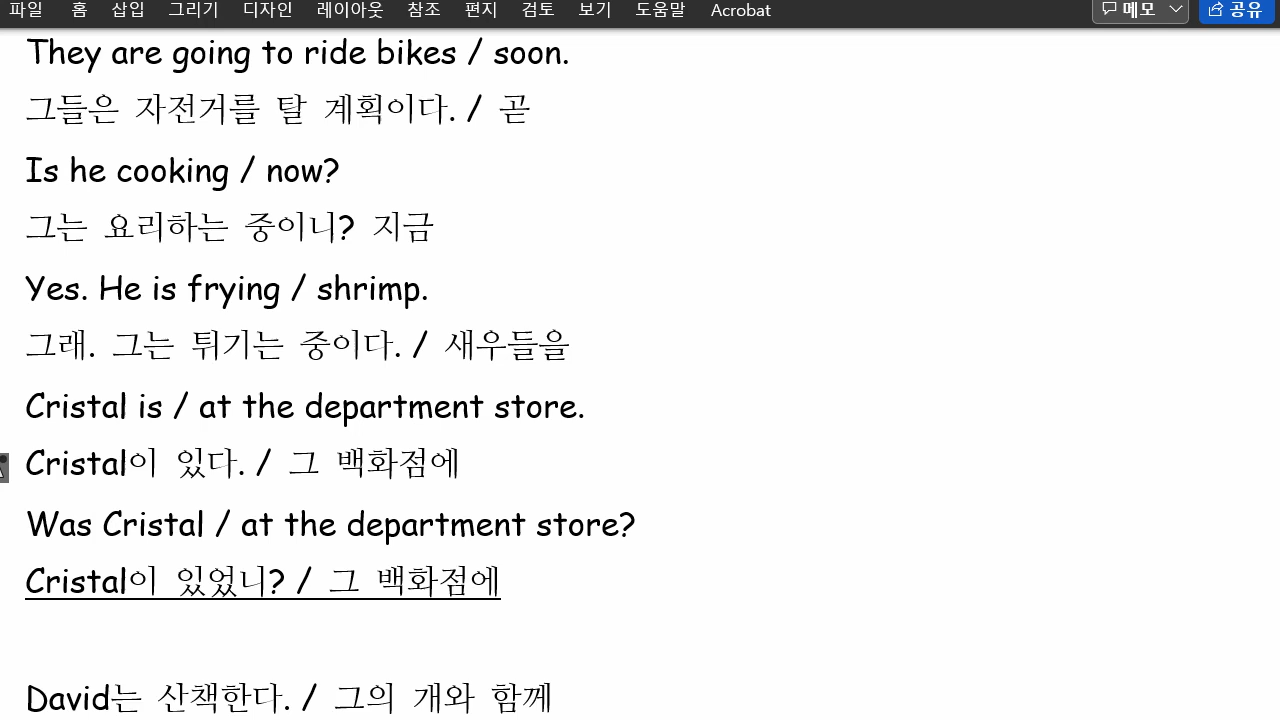 파일 홈 삽입 그리기 디자인 레이아웃 참조 편지 검토 보기 도움말 Acrobat 메모 공유
They are going to ride bikes / soon.
그들은 자전거를 탈 계획이다. / 곧
Is he cooking / now?
그는 요리하는 중이니? 지금
Yes. He is frying / shrimp.
그래. 그는 튀기는 중이다. / 새우들을
Cristal is / at the department store.
Cristal이 있다. / 그 백화점에
Was Cristal / at the department store?
Cristal이 있었니? / 그 백화점에
David는 산책한다. / 그의 개와 함께